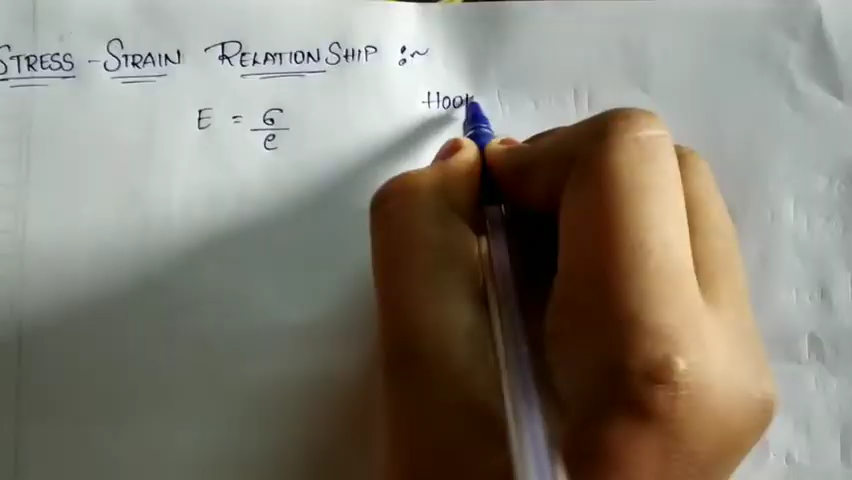 STRESS-STRAIN RELATIONSHIP :~
E = σ/e
Hook